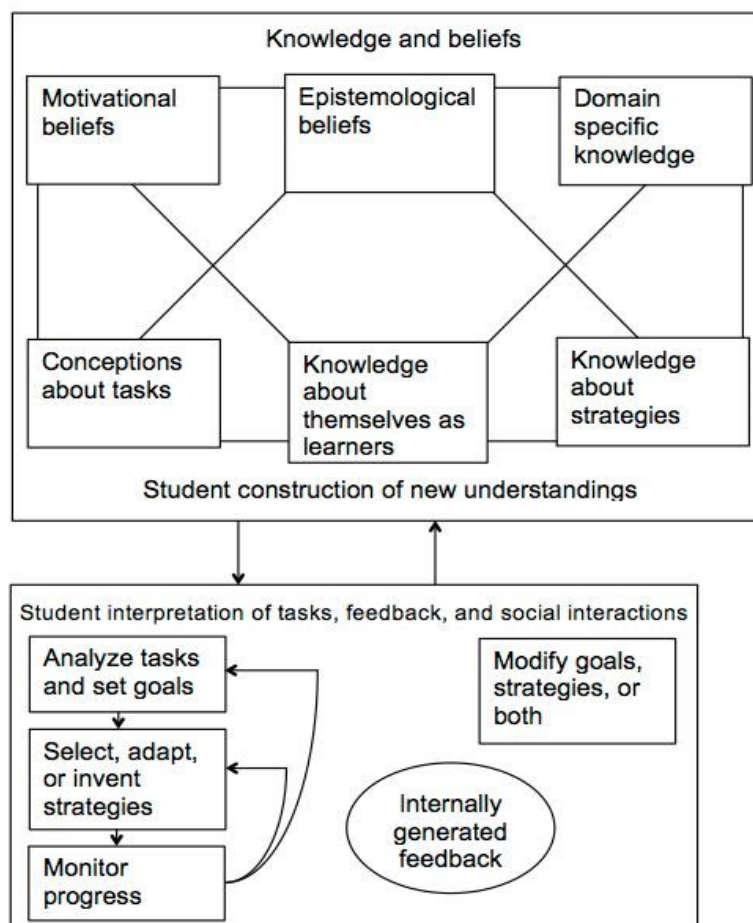 Knowledge and beliefs
Motivational
beliefs
Epistemological
beliefs
Domain
specific
knowledge
Conceptions
about tasks
Knowledge
about
themselves as
learners
Knowledge
about
strategies
Student construction of new understandings
Student interpretation of tasks, feedback, and social interactions
Analyze tasks
and set goals
Modify goals,
strategies, or
both
Select, adapt,
or invent
strategies
Internally
generated
feedback
Monitor
progress